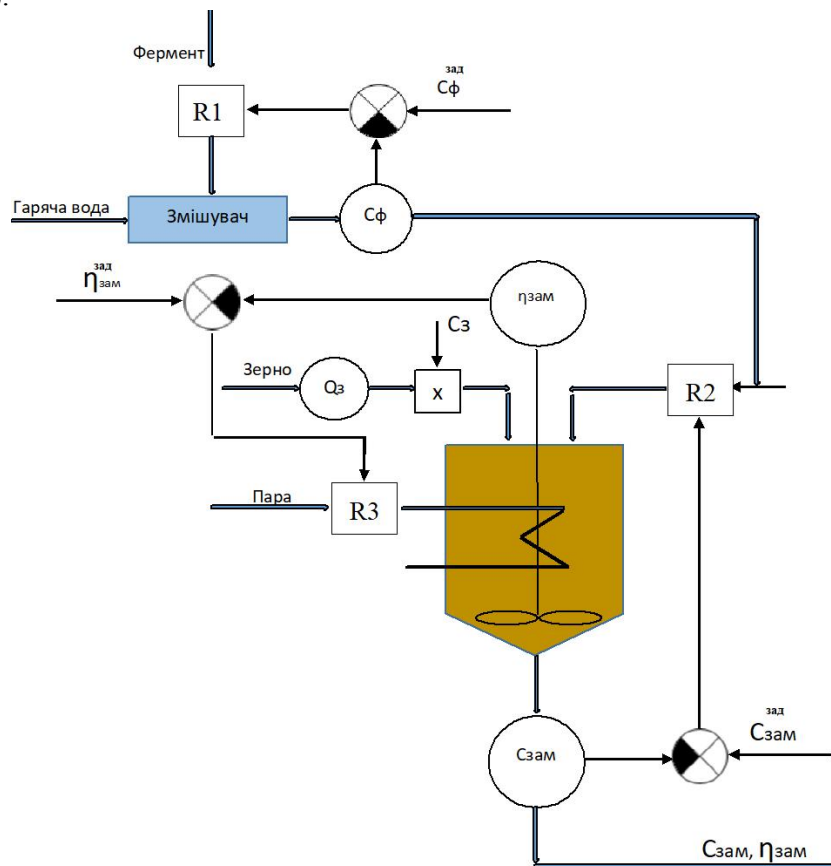 Фермент
зад
Сф
R1
Гаряча вода
Змішувач
Сф
зад
ηзам
ηзам
Сз
Зерно
Qз
x
R2
Пара
R3
зад
Сзам
Сзам
Сзам, ηзам